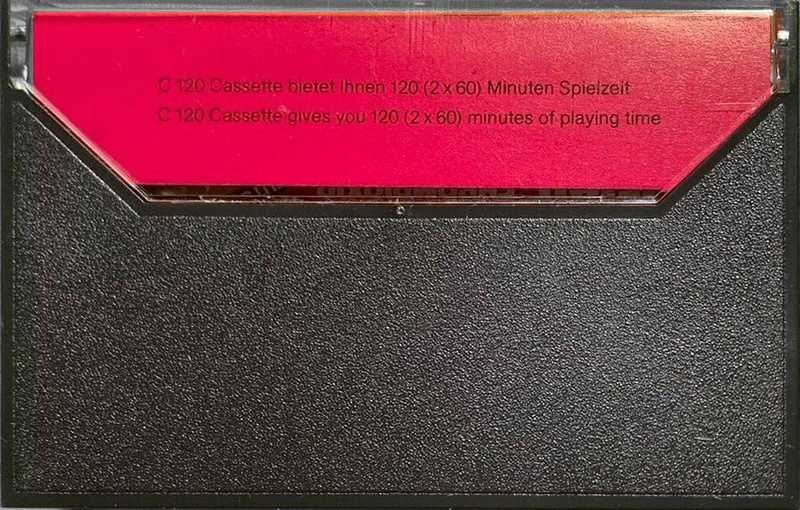 C 120 Cassette bietet Ihnen 120 (2 x 60) Minuten Spielzeit
C 120 Cassette gives you 120 (2 x 60) minutes of playing time